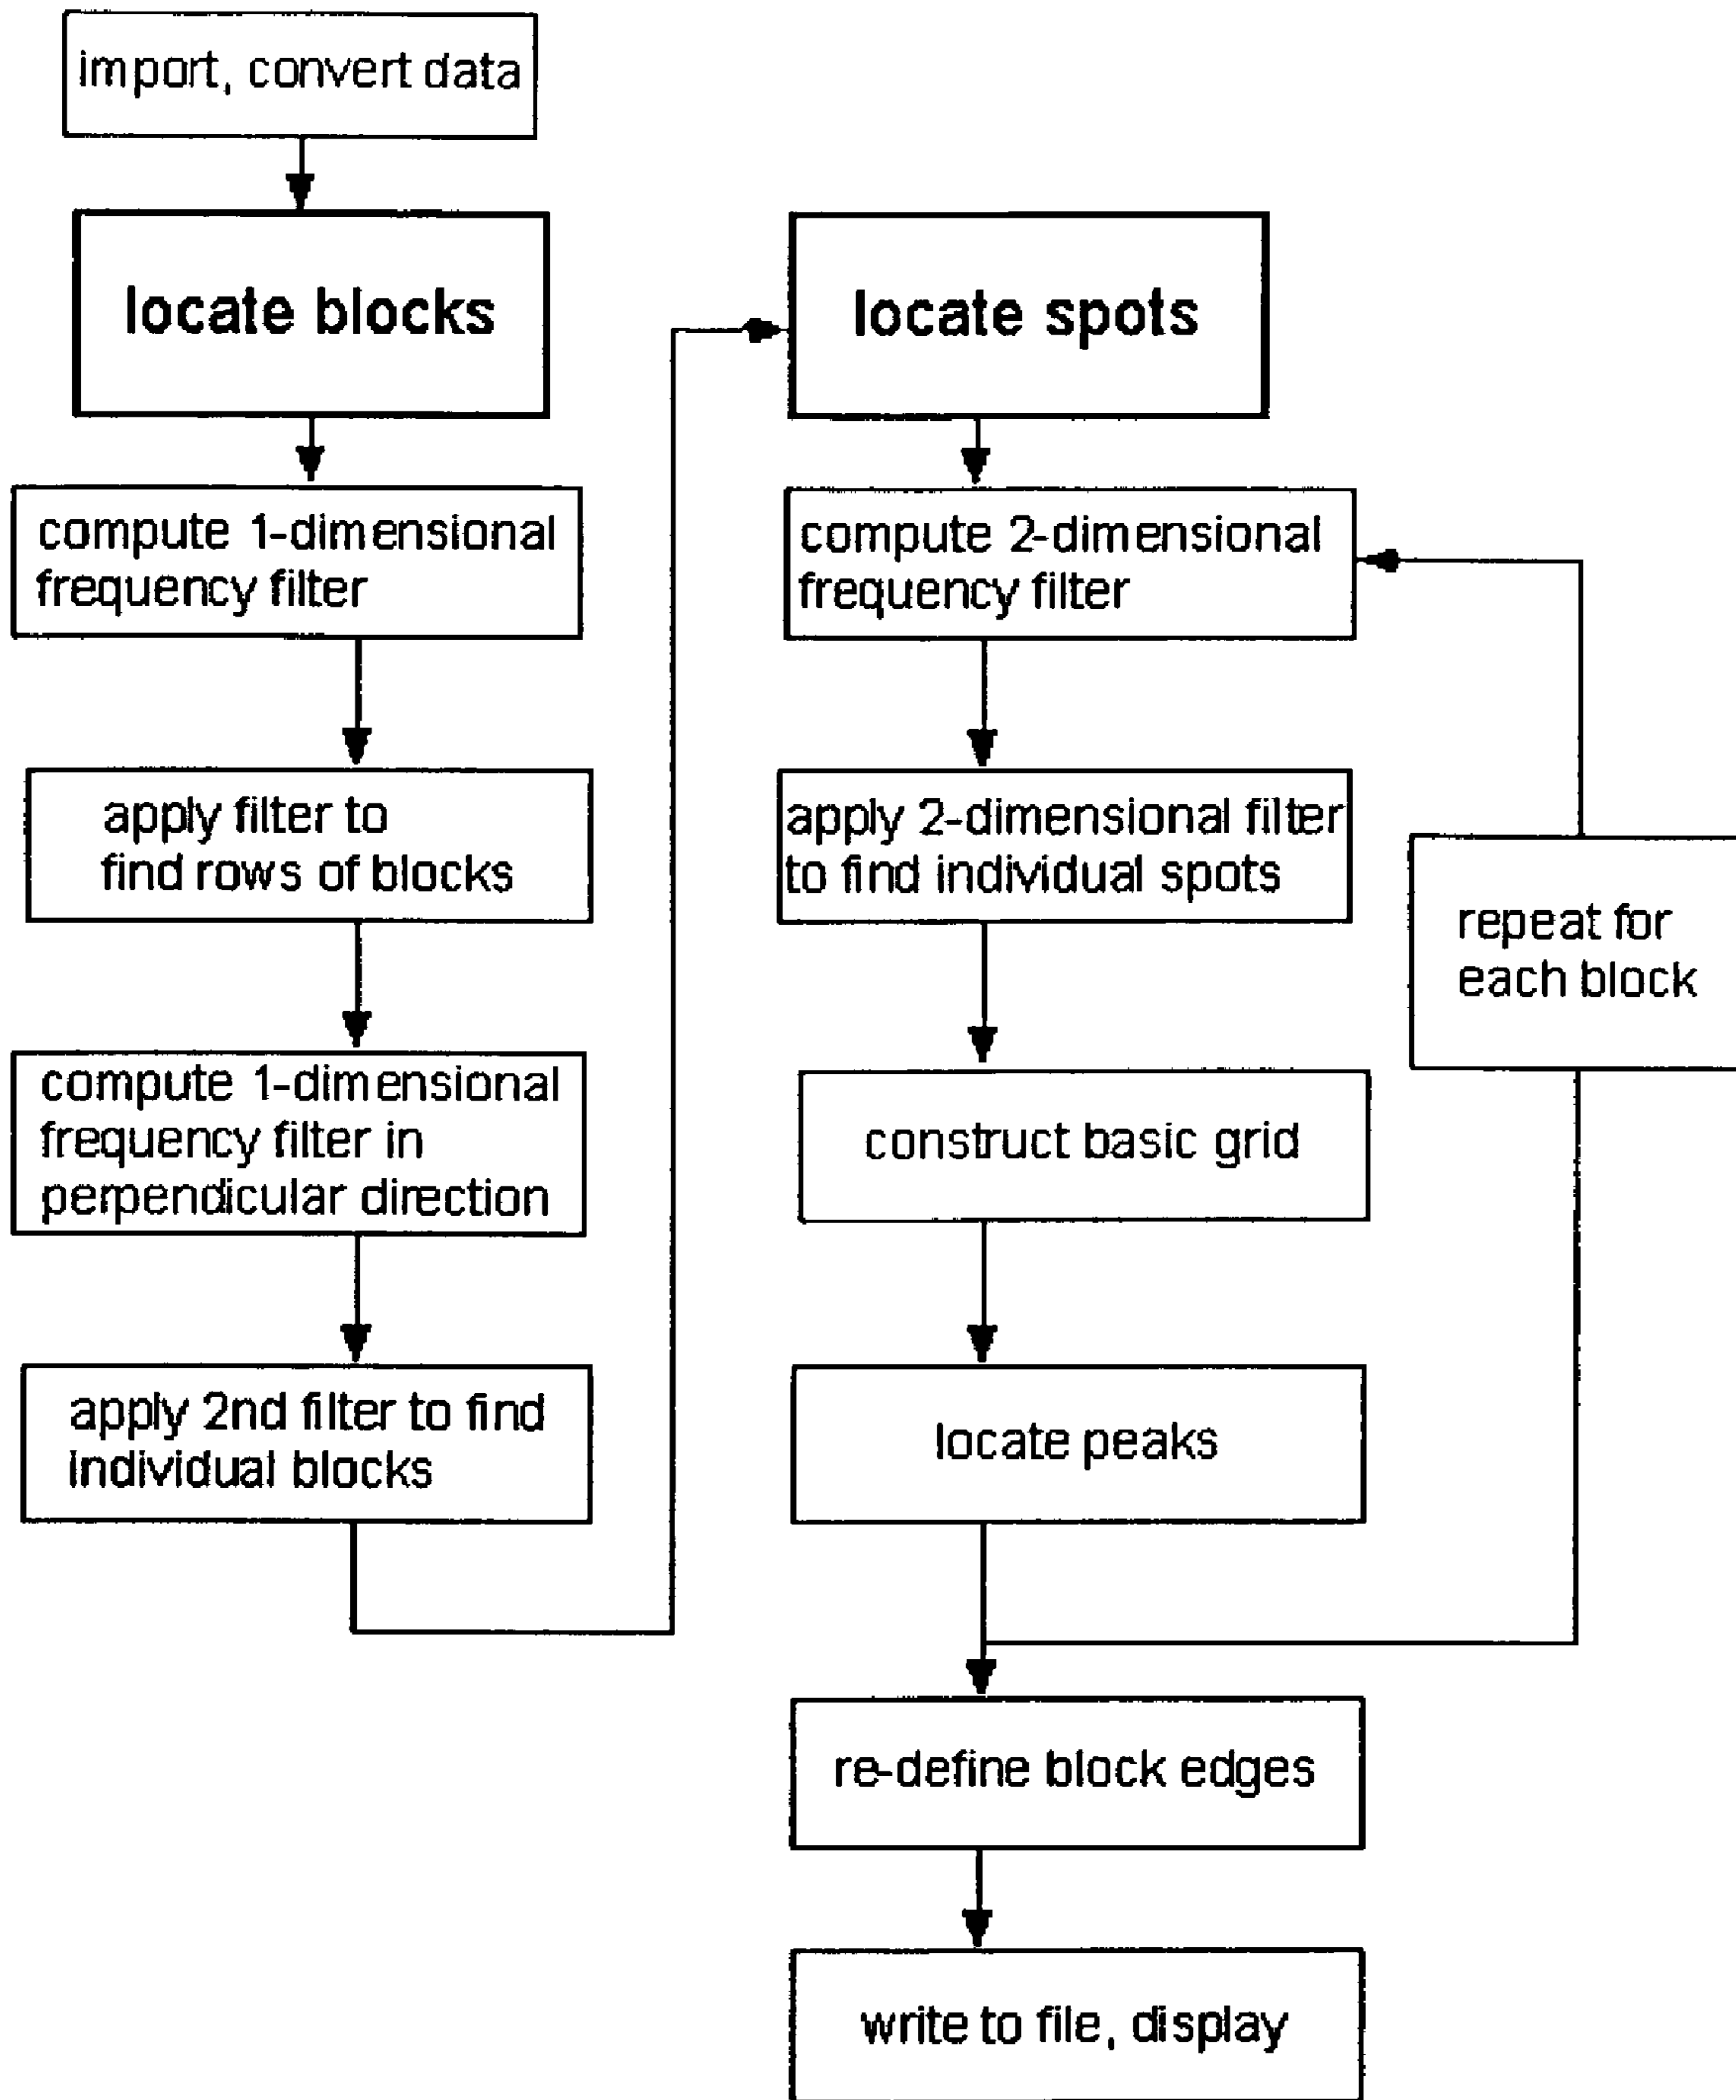 import, convert data
locate blocks
compute 1-dimensional
frequency filter
apply filter to
find rows of blocks
compute 1-dimensional
frequency filter in
perpendicular direction
apply 2nd filter to find
individual blocks
locate spots
compute 2-dimensional
frequency filter
apply 2-dimensional filter
to find individual spots
construct basic grid
locate peaks
repeat for
each block
re-define block edges
write to file, display